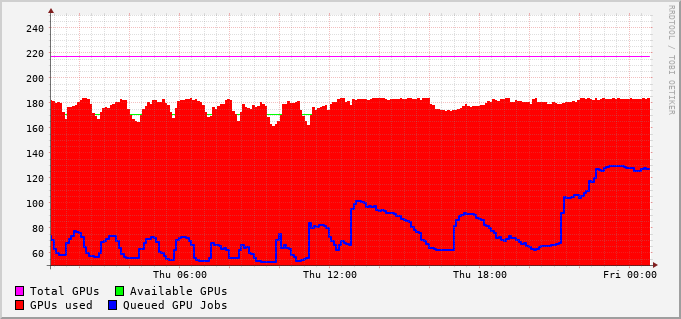 RRDTOOL / TOBI OETIKER
240
220
200
180
160
140
120
100
80
60
Thu 06:00 Thu 12:00 Thu 18:00 Fri 00:00
Total GPUs Available GPUs
GPUs used Queued GPU Jobs